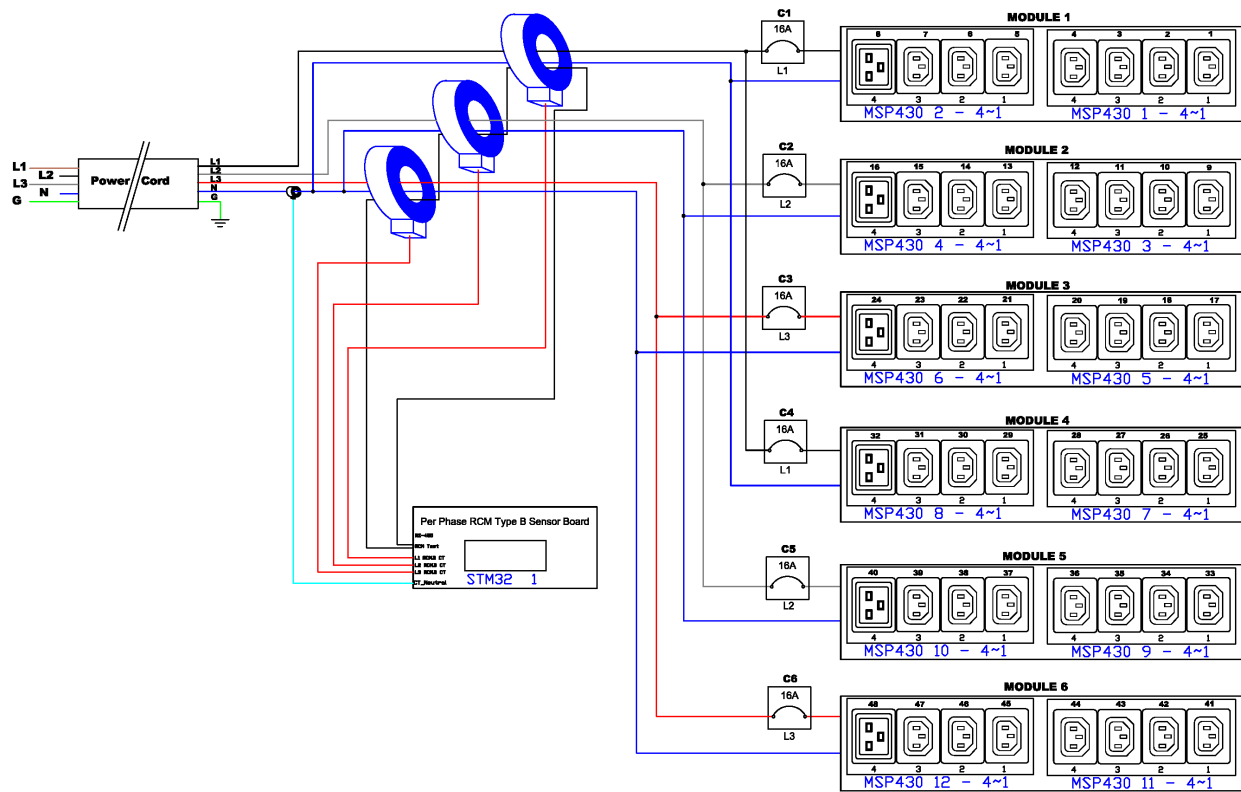 C1
16A
L1
MODULE 1
8 7 6 5 4 3 2 1
4 3 2 1 4 3 2 1
MSP430 2 - 4~1 MSP430 1 - 4~1
C2
16A
L2
MODULE 2
16 15 14 13 12 11 10 9
4 3 2 1 4 3 2 1
MSP430 4 - 4~1 MSP430 3 - 4~1
L1
L2
L3
N
G
Power Cord
L1
L2
L3
N
G
C3
16A
L3
MODULE 3
24 23 22 21 20 19 18 17
4 3 2 1 4 3 2 1
MSP430 6 - 4~1 MSP430 5 - 4~1
C4
16A
L1
MODULE 4
32 31 30 29 28 27 26 25
4 3 2 1 4 3 2 1
MSP430 8 - 4~1 MSP430 7 - 4~1
Per Phase RCM Type B Sensor Board
RS-485
RCM Test
L1 RCMB CT
L2 RCMB CT
L3 RCMB CT
CT_Neutral
STM32 1
C5
16A
L2
MODULE 5
40 39 38 37 36 35 34 33
4 3 2 1 4 3 2 1
MSP430 10 - 4~1 MSP430 9 - 4~1
C6
16A
L3
MODULE 6
48 47 46 45 44 43 42 41
4 3 2 1 4 3 2 1
MSP430 12 - 4~1 MSP430 11 - 4~1